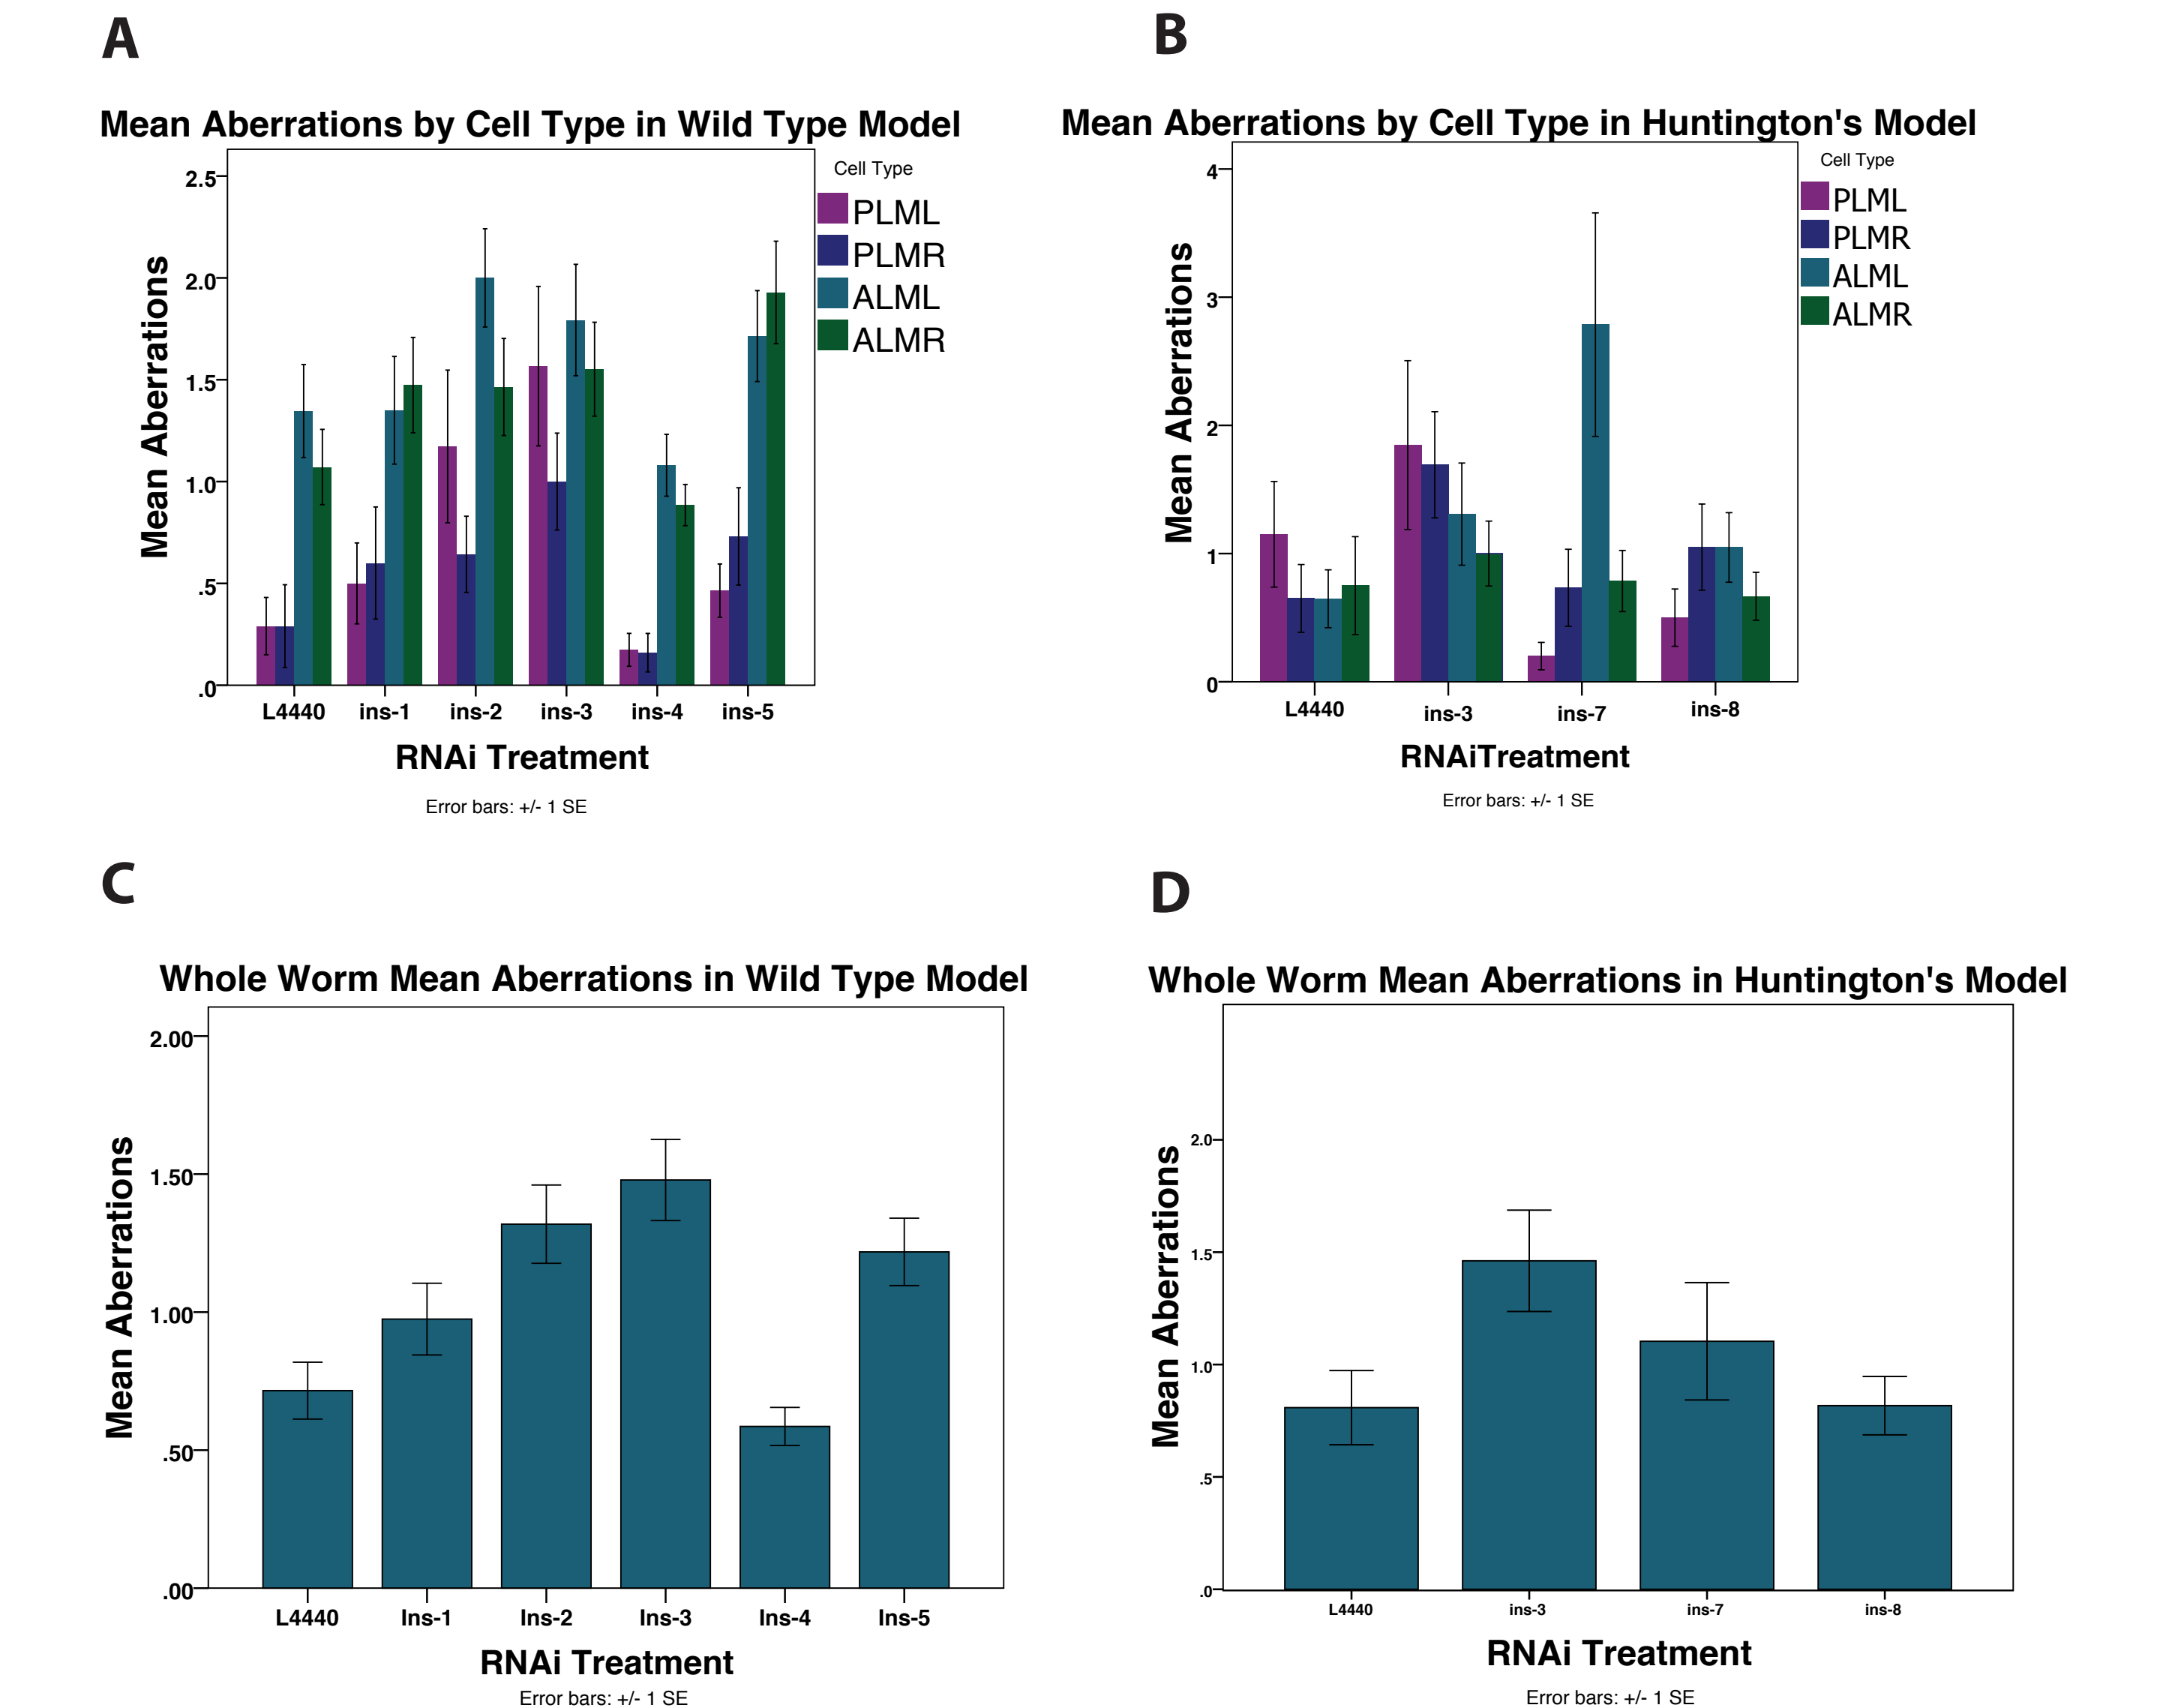 A
Mean Aberrations by Cell Type in Wild Type Model
Mean Aberrations
2.5
2.0
1.5
1.0
.5
.0
L4440 ins-1 ins-2 ins-3 ins-4 ins-5
RNAi Treatment
Error bars: +/- 1 SE
Cell Type
PLML
PLMR
ALML
ALMR
B
Mean Aberrations by Cell Type in Huntington's Model
Mean Aberrations
4
3
2
1
0
L4440 ins-3 ins-7 ins-8
RNAiTreatment
Error bars: +/- 1 SE
Cell Type
PLML
PLMR
ALML
ALMR
C
Whole Worm Mean Aberrations in Wild Type Model
Mean Aberrations
2.00
1.50
1.00
.50
.00
L4440 Ins-1 Ins-2 Ins-3 Ins-4 Ins-5
RNAi Treatment
Error bars: +/- 1 SE
D
Whole Worm Mean Aberrations in Huntington's Model
Mean Aberrations
2.0
1.5
1.0
.5
.0
L4440 ins-3 ins-7 ins-8
RNAi Treatment
Error bars: +/- 1 SE